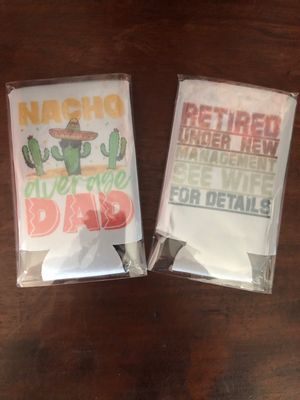 NACHO
average
DAD
RETIRED
UNDER NEW
MANAGEMENT
SEE WIFE
FOR DETAILS